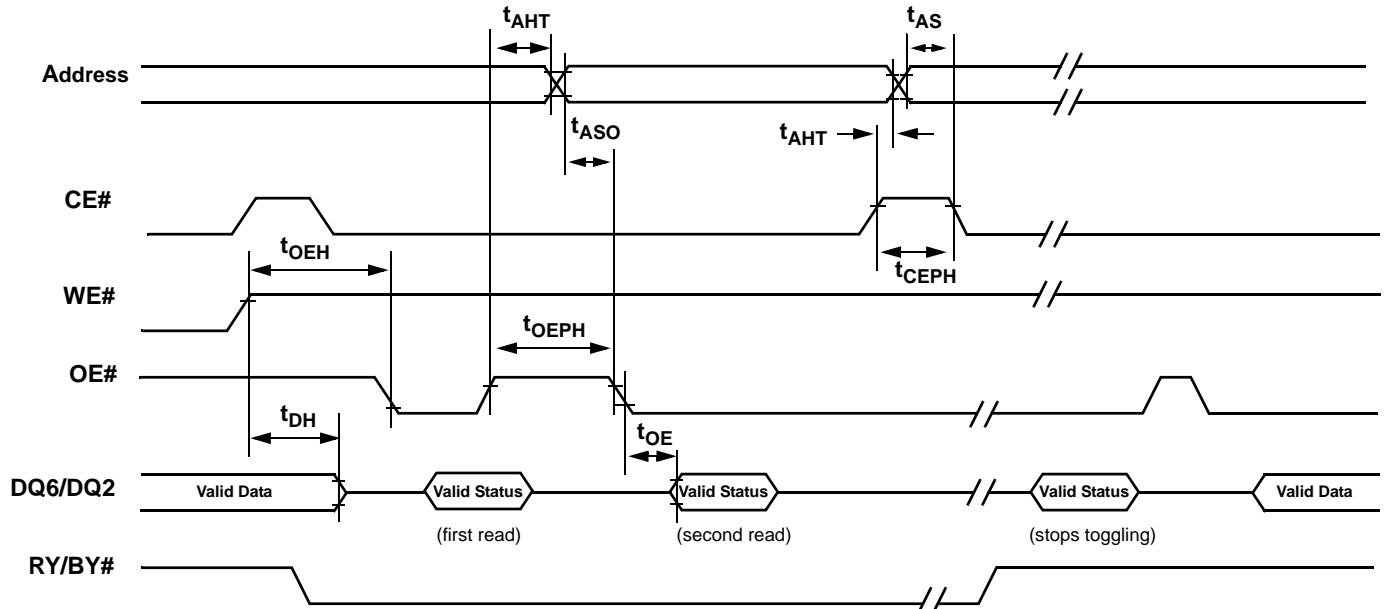 tAHT
tAS
Address
tASO
tAHT
CE#
tOEH
tCEPH
WE#
tOEPH
OE#
tDH
tOE
DQ6/DQ2
Valid Data
Valid Status
Valid Status
Valid Status
Valid Data
(first read)
(second read)
(stops toggling)
RY/BY#